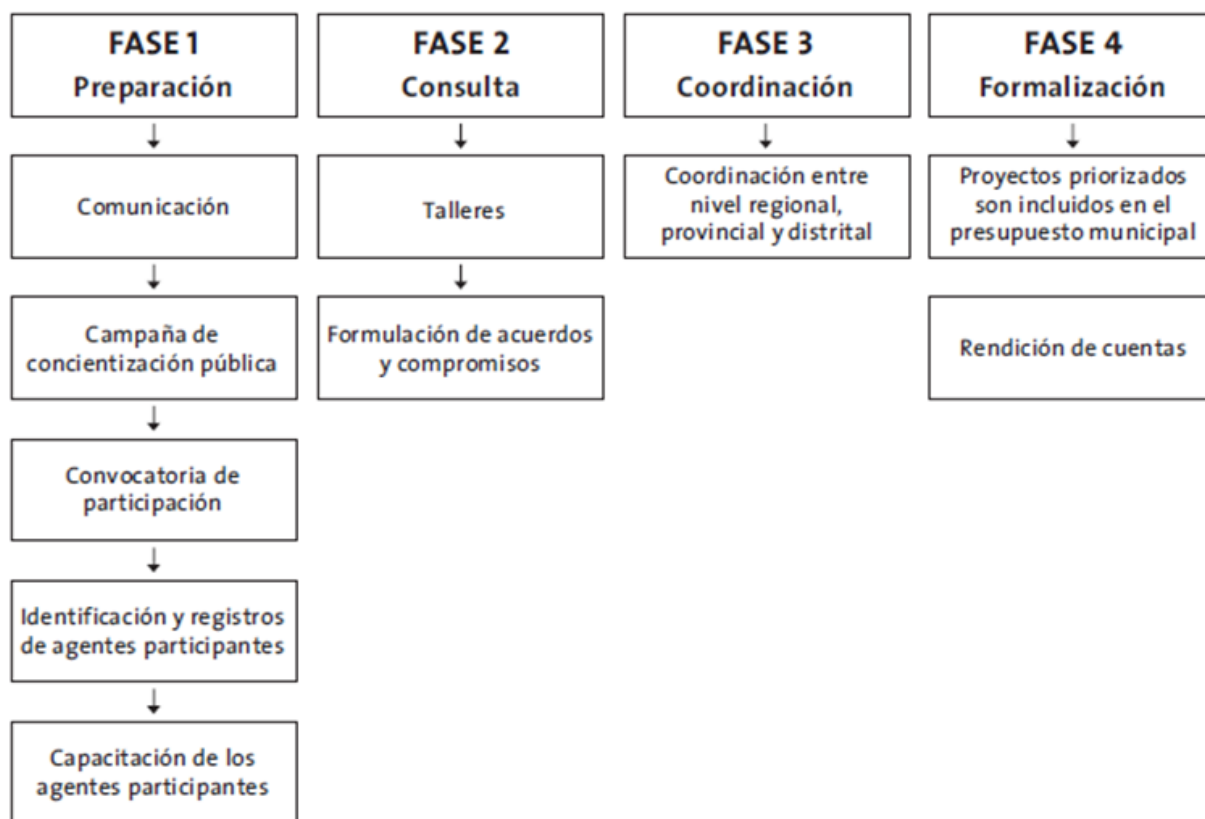 FASE 1
Preparación
Comunicación
Campaña de
concientización pública
Convocatoria de
participación
Identificación y registros
de agentes participantes
Capacitación de los
agentes participantes
FASE 2
Consulta
Talleres
Formulación de acuerdos
y compromisos
FASE 3
Coordinación
Coordinación entre
nivel regional,
provincial y distrital
FASE 4
Formalización
Proyectos priorizados
son incluidos en el
presupuesto municipal
Rendición de cuentas